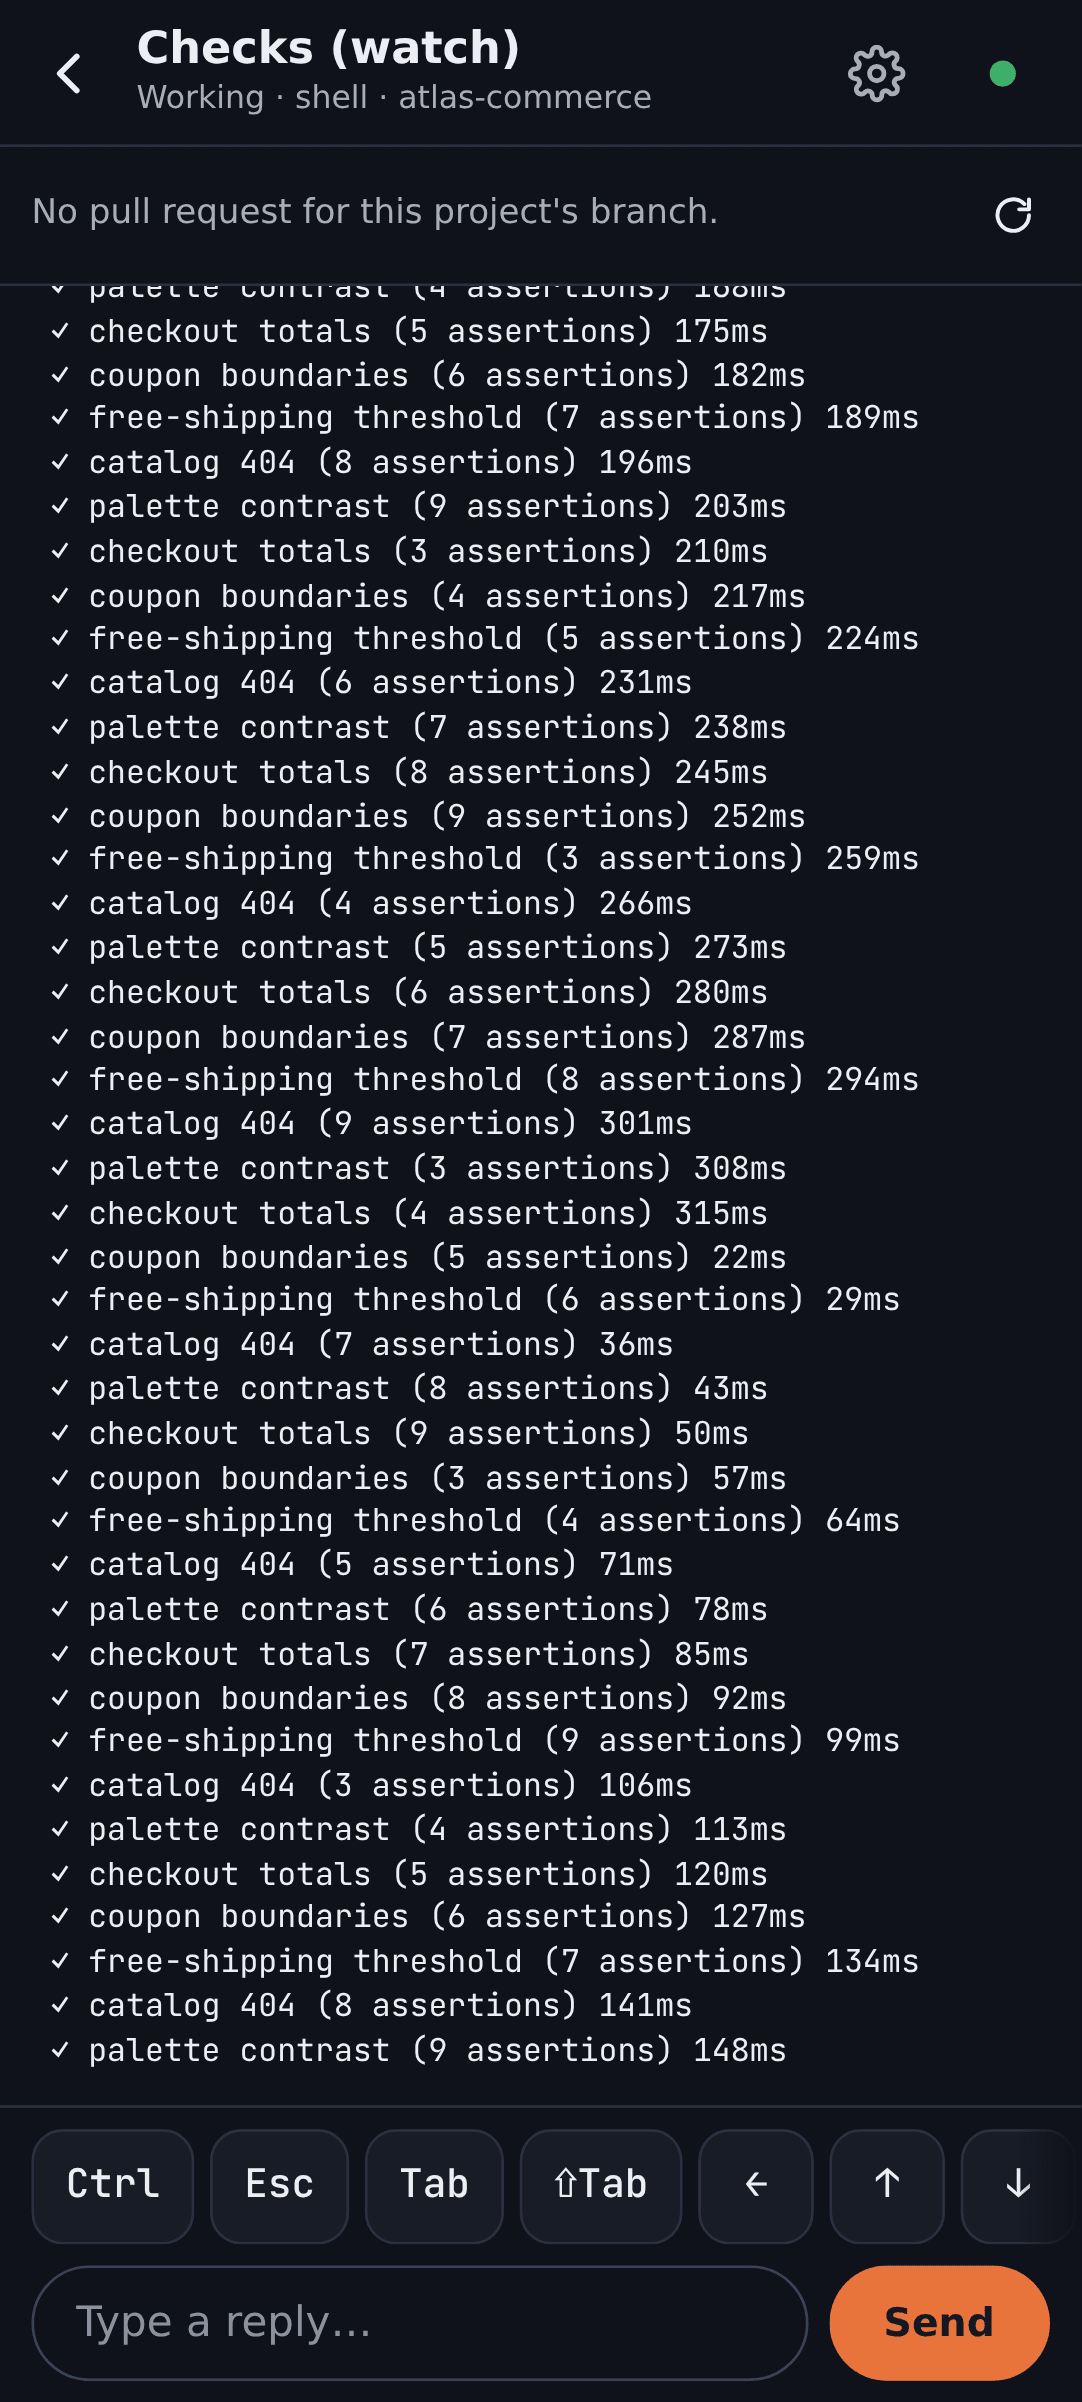 Checks (watch)
Working · shell · atlas-commerce
No pull request for this project's branch.
✓ palette contrast (4 assertions) 168ms
✓ checkout totals (5 assertions) 175ms
✓ coupon boundaries (6 assertions) 182ms
✓ free-shipping threshold (7 assertions) 189ms
✓ catalog 404 (8 assertions) 196ms
✓ palette contrast (9 assertions) 203ms
✓ checkout totals (3 assertions) 210ms
✓ coupon boundaries (4 assertions) 217ms
✓ free-shipping threshold (5 assertions) 224ms
✓ catalog 404 (6 assertions) 231ms
✓ palette contrast (7 assertions) 238ms
✓ checkout totals (8 assertions) 245ms
✓ coupon boundaries (9 assertions) 252ms
✓ free-shipping threshold (3 assertions) 259ms
✓ catalog 404 (4 assertions) 266ms
✓ palette contrast (5 assertions) 273ms
✓ checkout totals (6 assertions) 280ms
✓ coupon boundaries (7 assertions) 287ms
✓ free-shipping threshold (8 assertions) 294ms
✓ catalog 404 (9 assertions) 301ms
✓ palette contrast (3 assertions) 308ms
✓ checkout totals (4 assertions) 315ms
✓ coupon boundaries (5 assertions) 22ms
✓ free-shipping threshold (6 assertions) 29ms
✓ catalog 404 (7 assertions) 36ms
✓ palette contrast (8 assertions) 43ms
✓ checkout totals (9 assertions) 50ms
✓ coupon boundaries (3 assertions) 57ms
✓ free-shipping threshold (4 assertions) 64ms
✓ catalog 404 (5 assertions) 71ms
✓ palette contrast (6 assertions) 78ms
✓ checkout totals (7 assertions) 85ms
✓ coupon boundaries (8 assertions) 92ms
✓ free-shipping threshold (9 assertions) 99ms
✓ catalog 404 (3 assertions) 106ms
✓ palette contrast (4 assertions) 113ms
✓ checkout totals (5 assertions) 120ms
✓ coupon boundaries (6 assertions) 127ms
✓ free-shipping threshold (7 assertions) 134ms
✓ catalog 404 (8 assertions) 141ms
✓ palette contrast (9 assertions) 148ms
Ctrl Esc Tab ⇧Tab ← ↑ ↓
Type a reply... Send